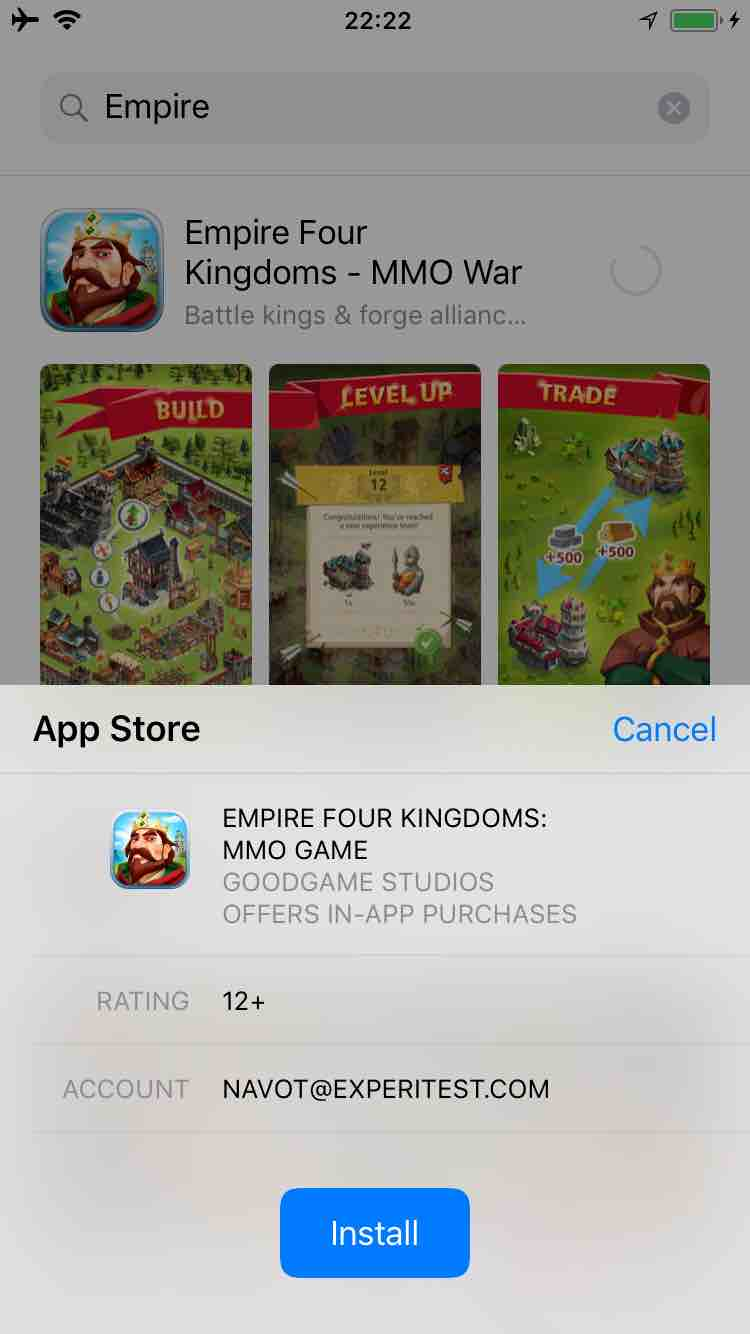 22:22
Empire
Empire Four
Kingdoms - MMO War
Battle kings & forge allianc...
BUILD
LEVEL UP
Level
12
Congratulations! You've reached
a new experience level!
1x
TRADE
+500
+500
App Store
Cancel
EMPIRE FOUR KINGDOMS:
MMO GAME
GOODGAME STUDIOS
OFFERS IN-APP PURCHASES
RATING
12+
ACCOUNT
NAVOT@EXPERITEST.COM
Install